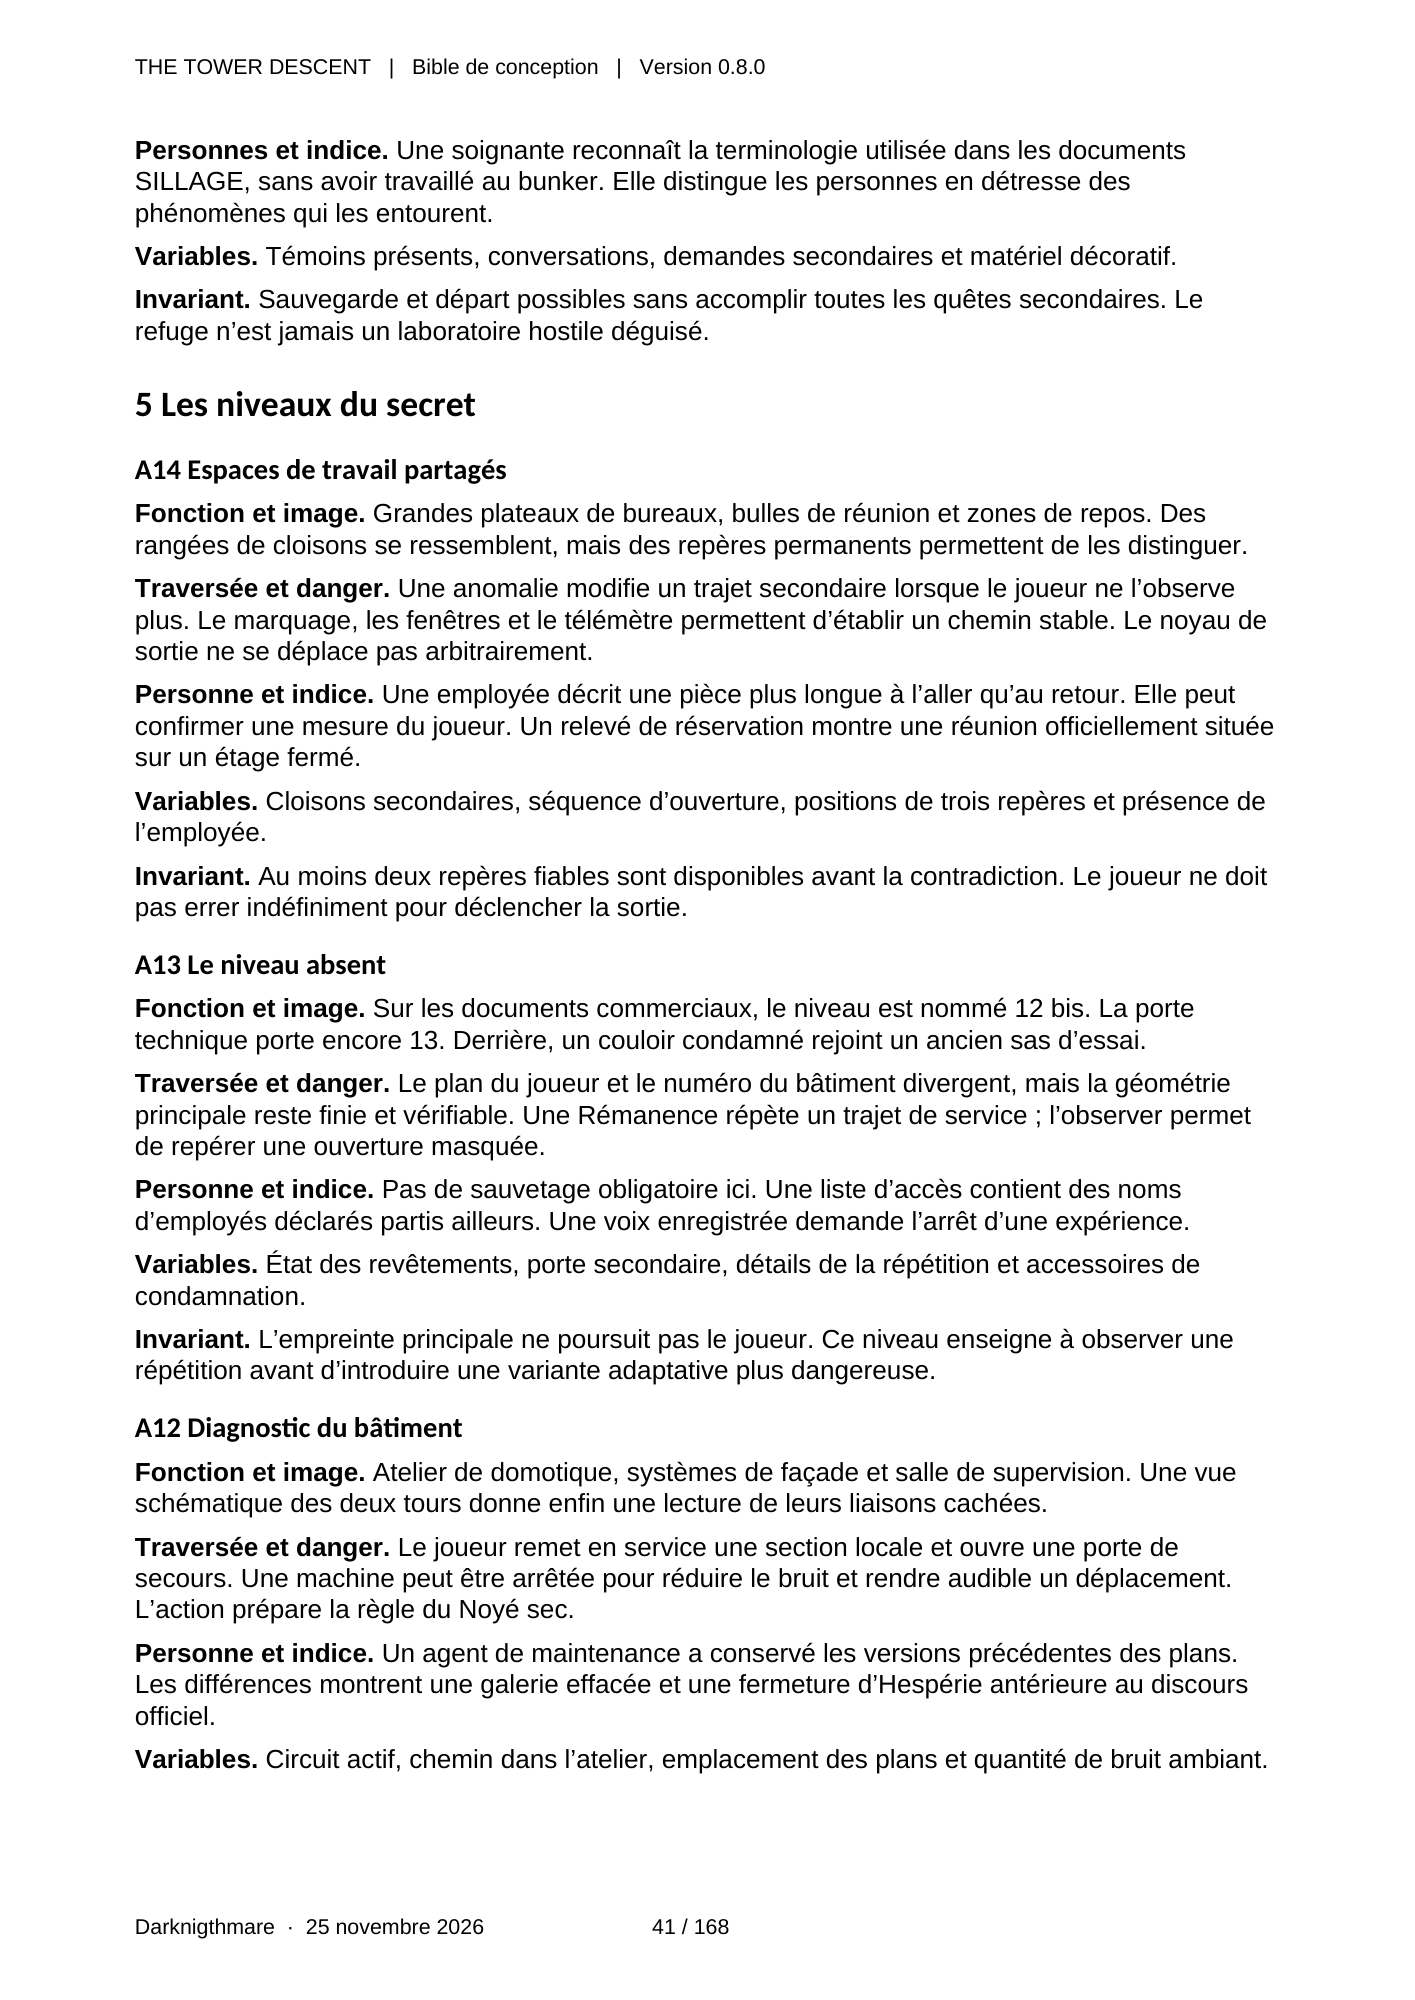 THE TOWER DESCENT | Bible de conception | Version 0.8.0
Personnes et indice. Une soignante reconnaît la terminologie utilisée dans les documents
SILLAGE, sans avoir travaillé au bunker. Elle distingue les personnes en détresse des
phénomènes qui les entourent.
Variables. Témoins présents, conversations, demandes secondaires et matériel décoratif.
Invariant. Sauvegarde et départ possibles sans accomplir toutes les quêtes secondaires. Le
refuge n’est jamais un laboratoire hostile déguisé.
5 Les niveaux du secret
A14 Espaces de travail partagés
Fonction et image. Grandes plateaux de bureaux, bulles de réunion et zones de repos. Des
rangées de cloisons se ressemblent, mais des repères permanents permettent de les distinguer.
Traversée et danger. Une anomalie modifie un trajet secondaire lorsque le joueur ne l’observe
plus. Le marquage, les fenêtres et le télémètre permettent d’établir un chemin stable. Le noyau de
sortie ne se déplace pas arbitrairement.
Personne et indice. Une employée décrit une pièce plus longue à l’aller qu’au retour. Elle peut
confirmer une mesure du joueur. Un relevé de réservation montre une réunion officiellement située
sur un étage fermé.
Variables. Cloisons secondaires, séquence d’ouverture, positions de trois repères et présence de
l’employée.
Invariant. Au moins deux repères fiables sont disponibles avant la contradiction. Le joueur ne doit
pas errer indéfiniment pour déclencher la sortie.
A13 Le niveau absent
Fonction et image. Sur les documents commerciaux, le niveau est nommé 12 bis. La porte
technique porte encore 13. Derrière, un couloir condamné rejoint un ancien sas d’essai.
Traversée et danger. Le plan du joueur et le numéro du bâtiment divergent, mais la géométrie
principale reste finie et vérifiable. Une Rémanence répète un trajet de service ; l’observer permet
de repérer une ouverture masquée.
Personne et indice. Pas de sauvetage obligatoire ici. Une liste d’accès contient des noms
d’employés déclarés partis ailleurs. Une voix enregistrée demande l’arrêt d’une expérience.
Variables. État des revêtements, porte secondaire, détails de la répétition et accessoires de
condamnation.
Invariant. L’empreinte principale ne poursuit pas le joueur. Ce niveau enseigne à observer une
répétition avant d’introduire une variante adaptative plus dangereuse.
A12 Diagnostic du bâtiment
Fonction et image. Atelier de domotique, systèmes de façade et salle de supervision. Une vue
schématique des deux tours donne enfin une lecture de leurs liaisons cachées.
Traversée et danger. Le joueur remet en service une section locale et ouvre une porte de
secours. Une machine peut être arrêtée pour réduire le bruit et rendre audible un déplacement.
L’action prépare la règle du Noyé sec.
Personne et indice. Un agent de maintenance a conservé les versions précédentes des plans.
Les différences montrent une galerie effacée et une fermeture d’Hespérie antérieure au discours
officiel.
Variables. Circuit actif, chemin dans l’atelier, emplacement des plans et quantité de bruit ambiant.
Darknigthmare · 25 novembre 2026 41 / 168